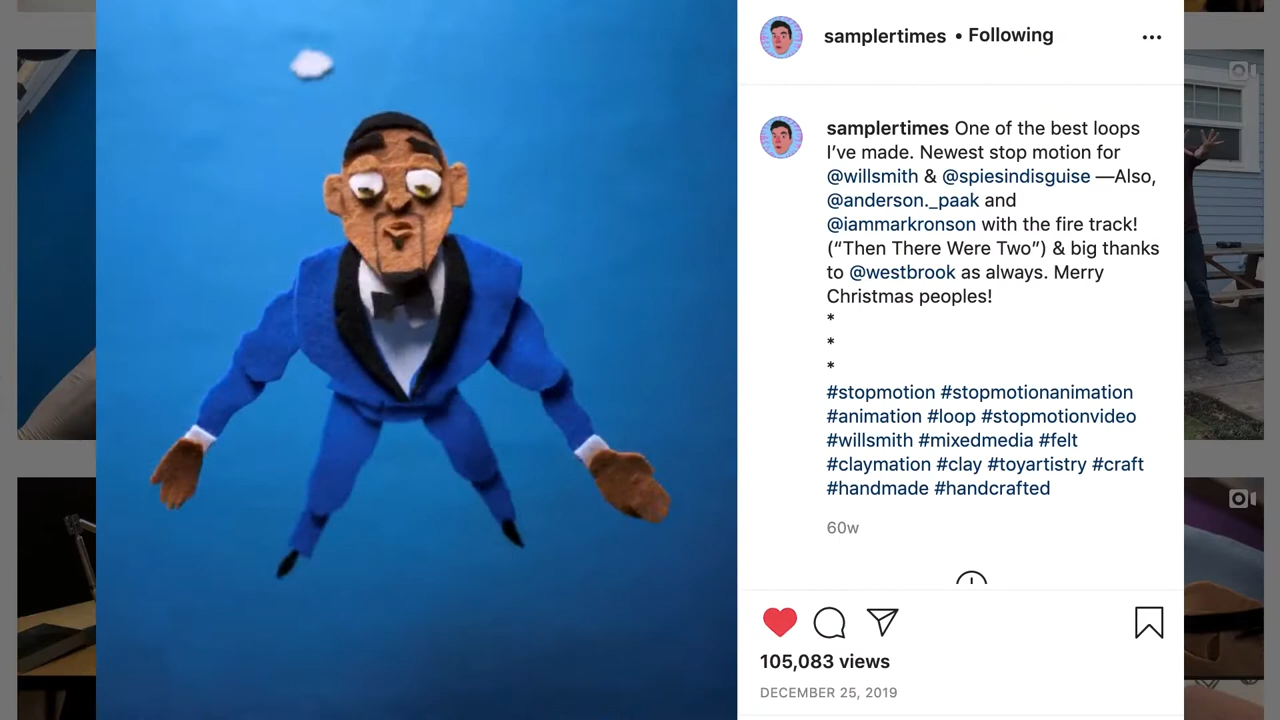 samplertimes • Following
samplertimes One of the best loops
I’ve made. Newest stop motion for
@willsmith & @spiesindisguise —Also,
@anderson._paak and
@iammarkronson with the fire track!
(“Then There Were Two”) & big thanks
to @westbrook as always. Merry
Christmas peoples!
*
*
*
#stopmotion #stopmotionanimation
#animation #loop #stopmotionvideo
#willsmith #mixedmedia #felt
#claymation #clay #toyartistry #craft
#handmade #handcrafted
60w
105,083 views
DECEMBER 25, 2019